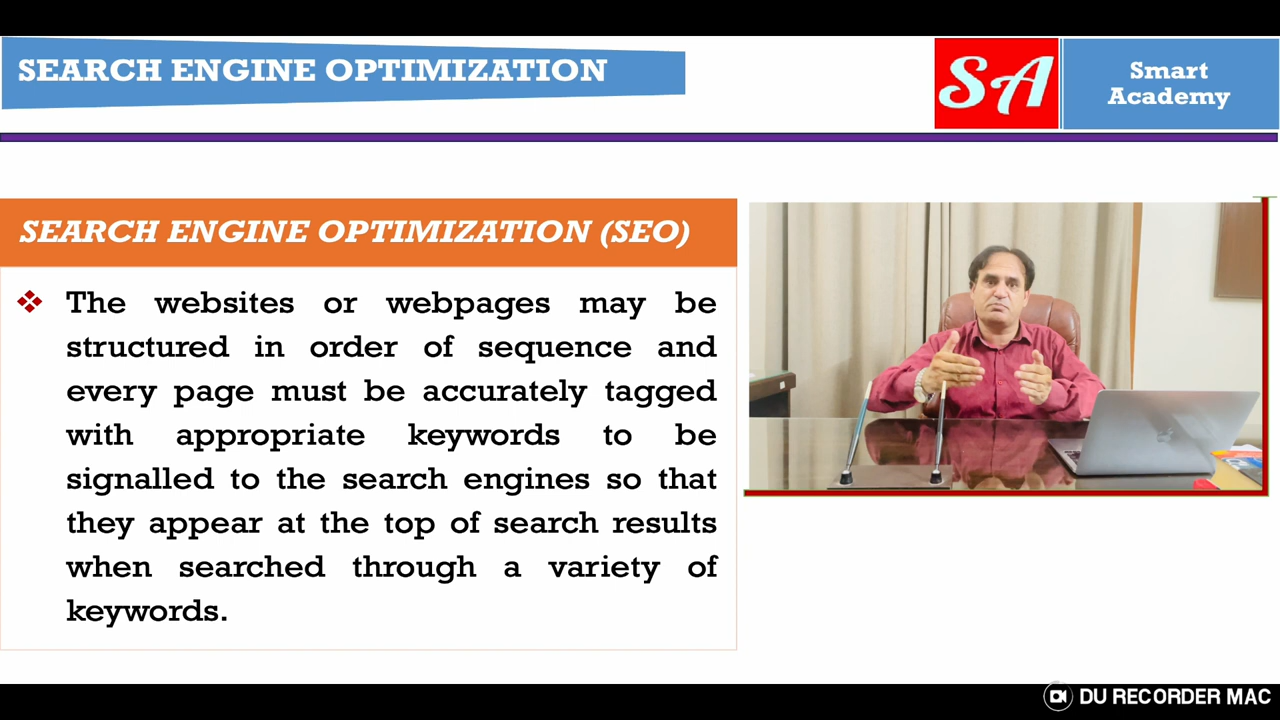 SEARCH ENGINE OPTIMIZATION
SA
Smart
Academy
SEARCH ENGINE OPTIMIZATION (SEO)
The websites or webpages may be
structured in order of sequence and
every page must be accurately tagged
with appropriate keywords to be
signalled to the search engines so that
they appear at the top of search results
when searched through a variety of
keywords.
DU RECORDER MAC